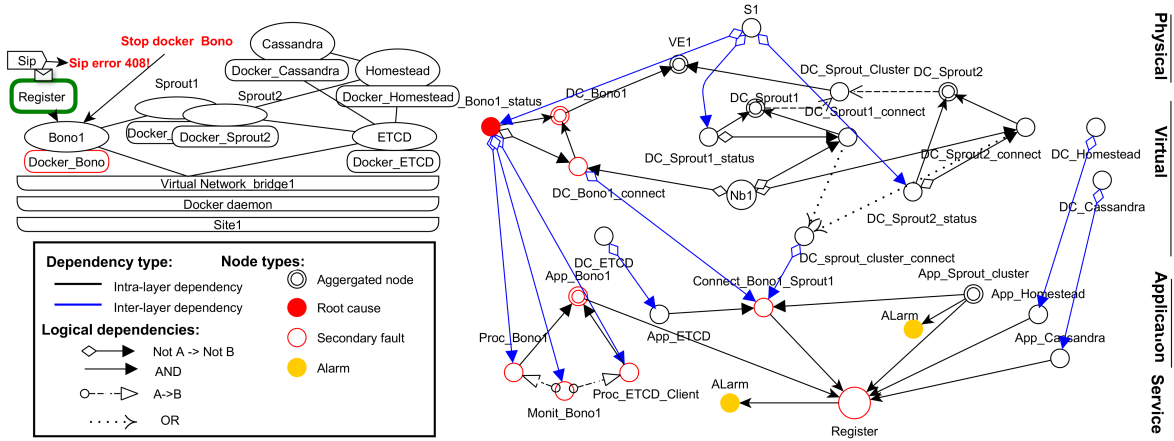 Stop docker Bono
Sip
Sip error 408!
Register
Cassandra
Docker_Cassandra
Homestead
Docker_Homestead
Sprout1
Sprout2
Docker_
Docker_Sprout2
Bono1
Docker_Bono
ETCD
Docker_ETCD
Virtual Network bridge1
Docker daemon
Site1
Dependency type:
Intra-layer dependency
Inter-layer dependency
Logical dependencies:
Not A -> Not B
AND
A->B
OR
Node types:
Aggergated node
Root cause
Secondary fault
Alarm
S1
VE1
_Bono1_status
DC_Bono1
DC_Sprout_Cluster
DC_Sprout2
DC_Sprout1
DC_Sprout1_connect
DC_Sprout1_status
DC_Sprout2_connect
DC_Homestead
DC_Bono1_connect
Nb1
DC_Cassandra
DC_Sprout2_status
DC_ETCD
DC_sprout_cluster_connect
App_Bono1
Connect_Bono1_Sprout1
App_Sprout_cluster
App_Homestead
ALarm
Proc_Bono1
App_ETCD
App_Cassandra
Proc_ETCD_Client
Monit_Bono1
ALarm
Register
Physical
Virtual
Application
Service